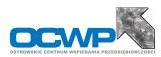 OCWP
OSTROWSKIE CENTRUM WSPIERANIA PRZEDSIĘBIORCZOŚCI